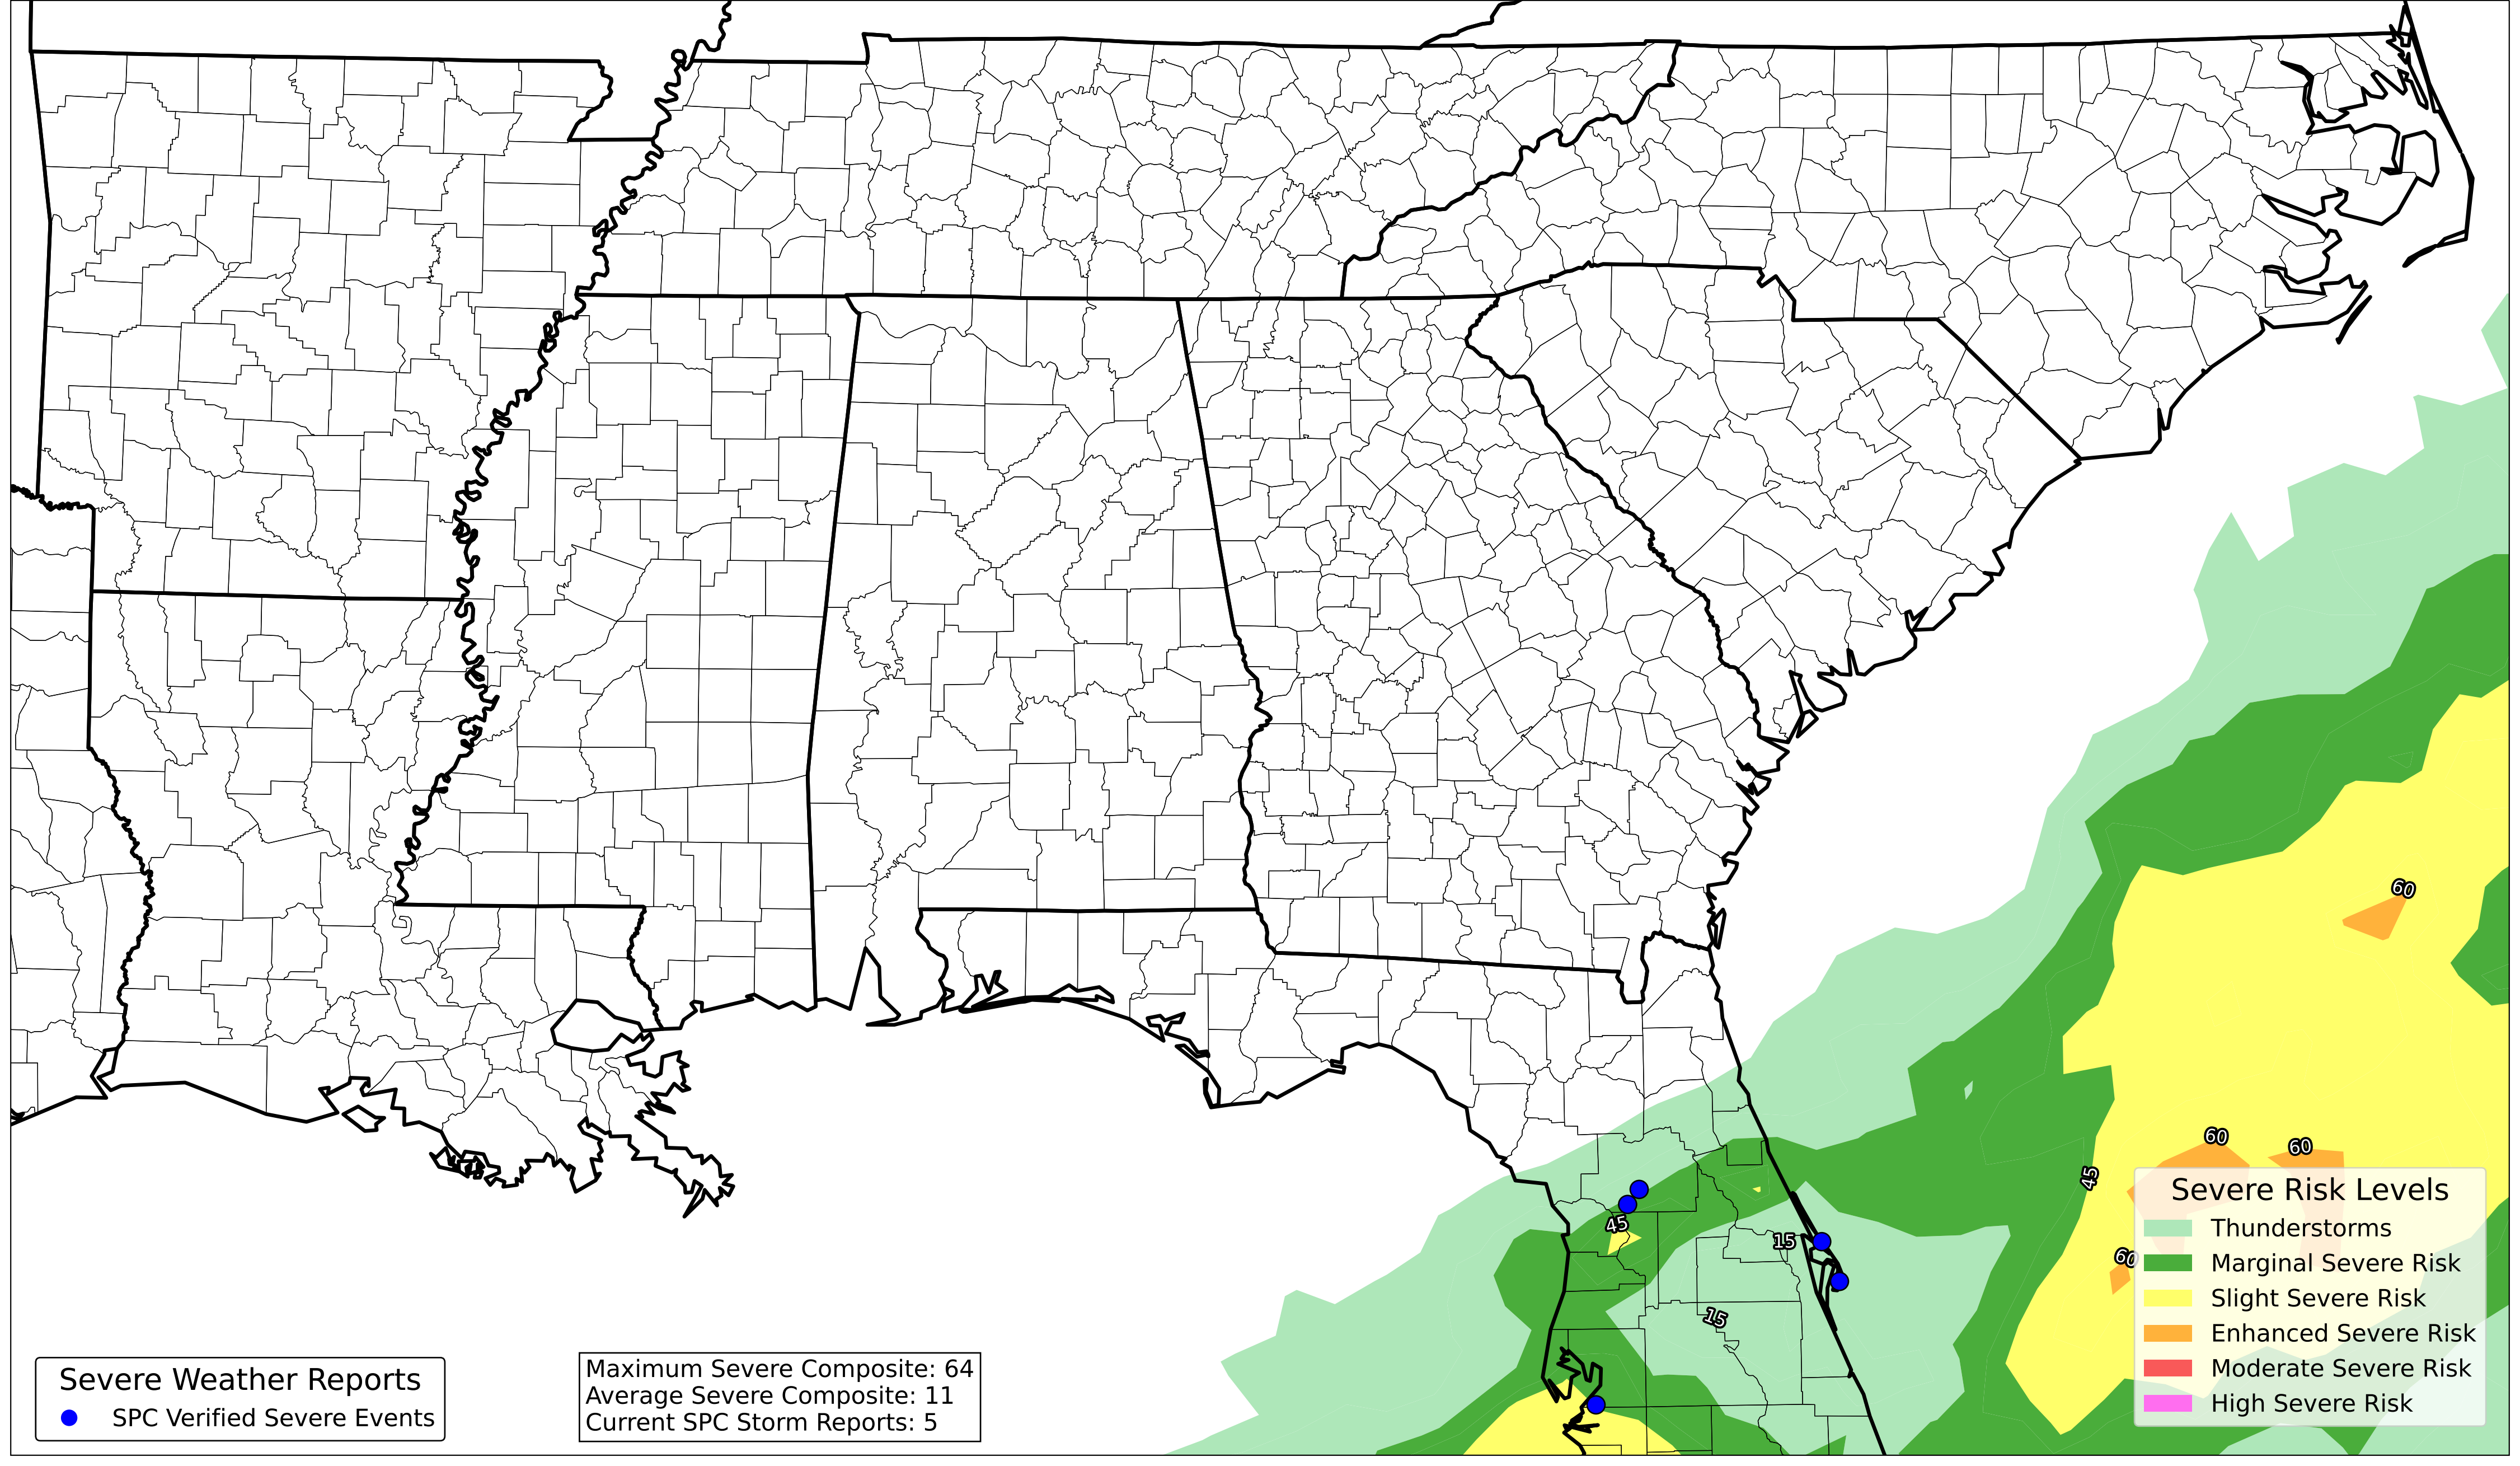 60
60
60
45
60
45
15
15
Severe Risk Levels
Thunderstorms
Marginal Severe Risk
Slight Severe Risk
Enhanced Severe Risk
Moderate Severe Risk
High Severe Risk
Severe Weather Reports
SPC Verified Severe Events
Maximum Severe Composite: 64
Average Severe Composite: 11
Current SPC Storm Reports: 5